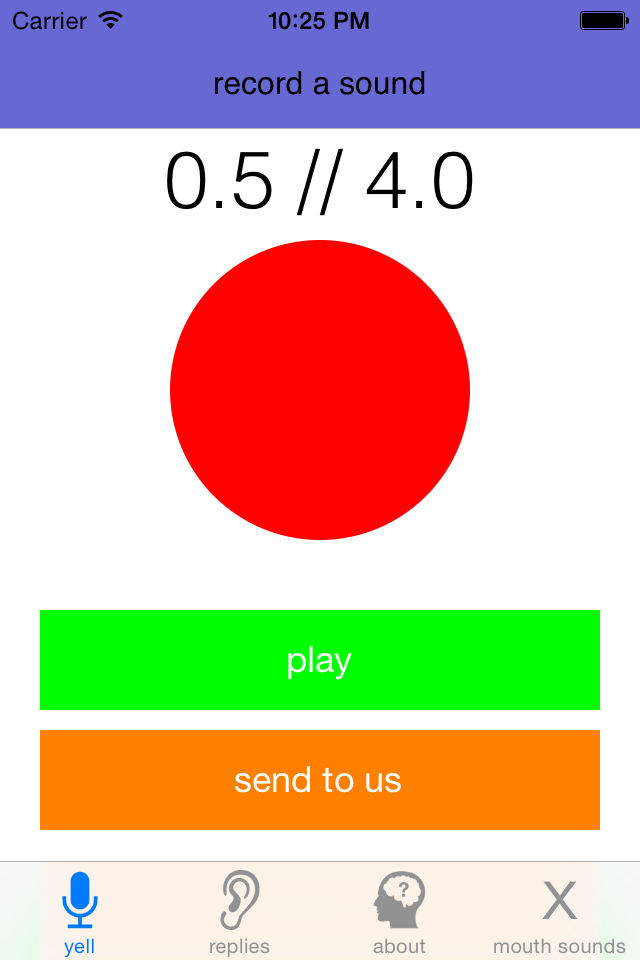 Carrier 10:25 PM
record a sound
0.5 // 4.0
play
send to us
? X
yell replies about mouth sounds